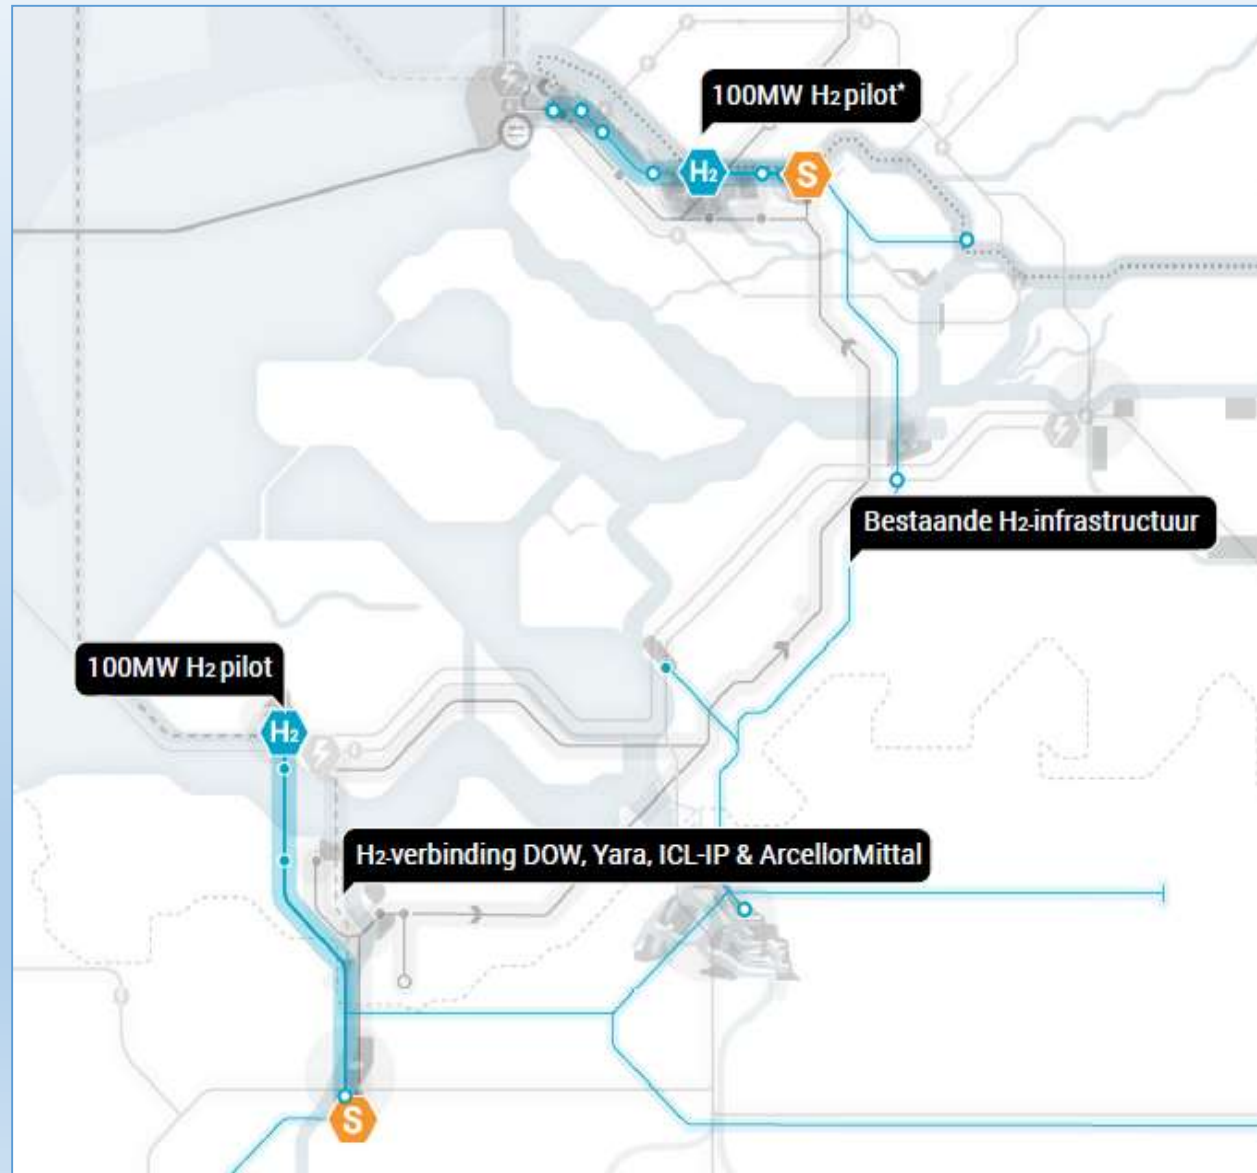 100MW H₂ pilot*
H₂
S
Bestaande H₂-infrastructuur
100MW H₂ pilot
H₂
H₂-verbinding DOW, Yara, ICL-IP & ArcellorMittal
S